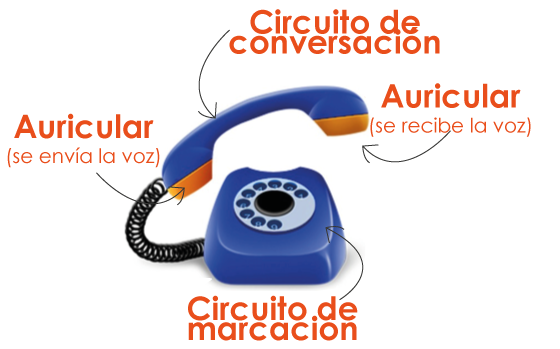 Circuito de
conversación
Auricular
(se recibe la voz)
Auricular
(se envía la voz)
Circuito de
marcación